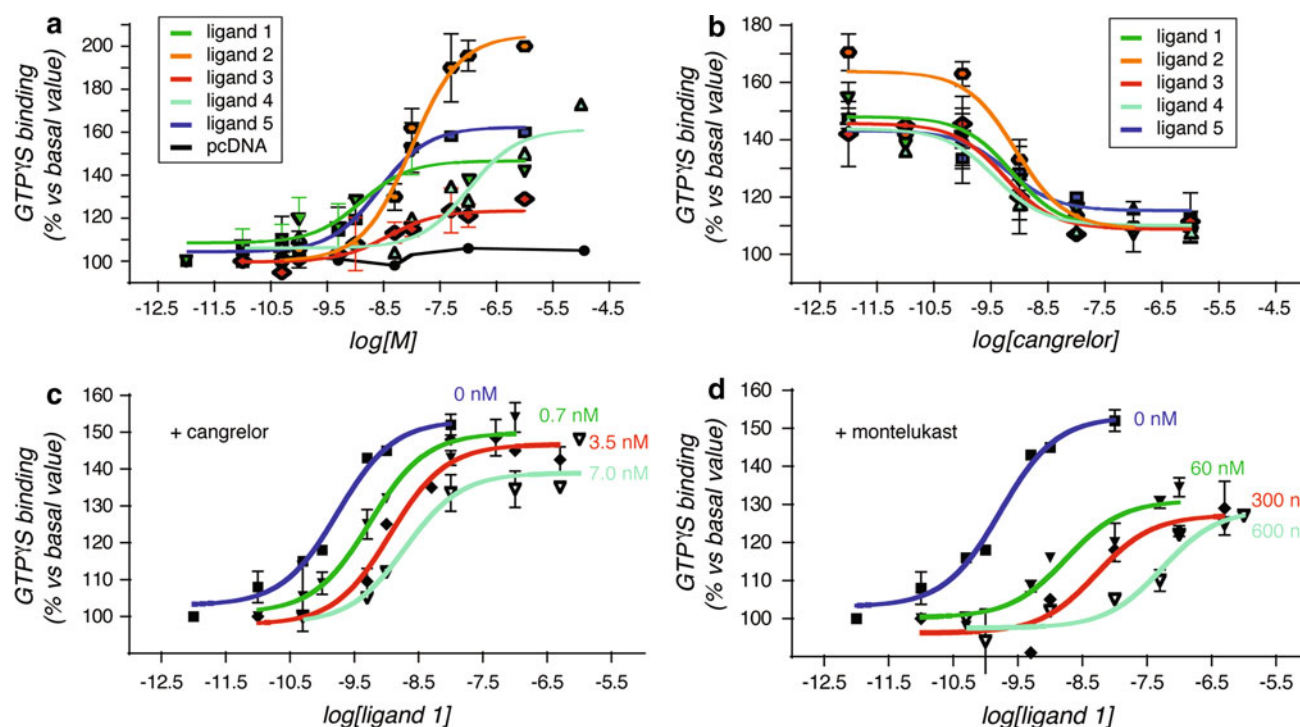 a
ligand 1
ligand 2
ligand 3
ligand 4
ligand 5
pcDNA
GTPγS binding
(% vs basal value)
200
180
160
140
120
100
-12.5 -11.5 -10.5 -9.5 -8.5 -7.5 -6.5 -5.5 -4.5
log[M]
b
ligand 1
ligand 2
ligand 3
ligand 4
ligand 5
GTPγS binding
(% vs basal value)
180
160
140
120
100
-12.5 -11.5 -10.5 -9.5 -8.5 -7.5 -6.5 -5.5 -4.5
log[cangrelor]
c
+ cangrelor
0 nM
0.7 nM
3.5 nM
7.0 nM
GTPγS binding
(% vs basal value)
160
150
140
130
120
110
100
-12.5 -11.5 -10.5 -9.5 -8.5 -7.5 -6.5 -5.5
log[ligand 1]
d
+ montelukast
0 nM
60 nM
300 n
600 n
GTPγS binding
(% vs basal value)
160
150
140
130
120
110
100
-12.5 -11.5 -10.5 -9.5 -8.5 -7.5 -6.5 -5.5
log[ligand 1]